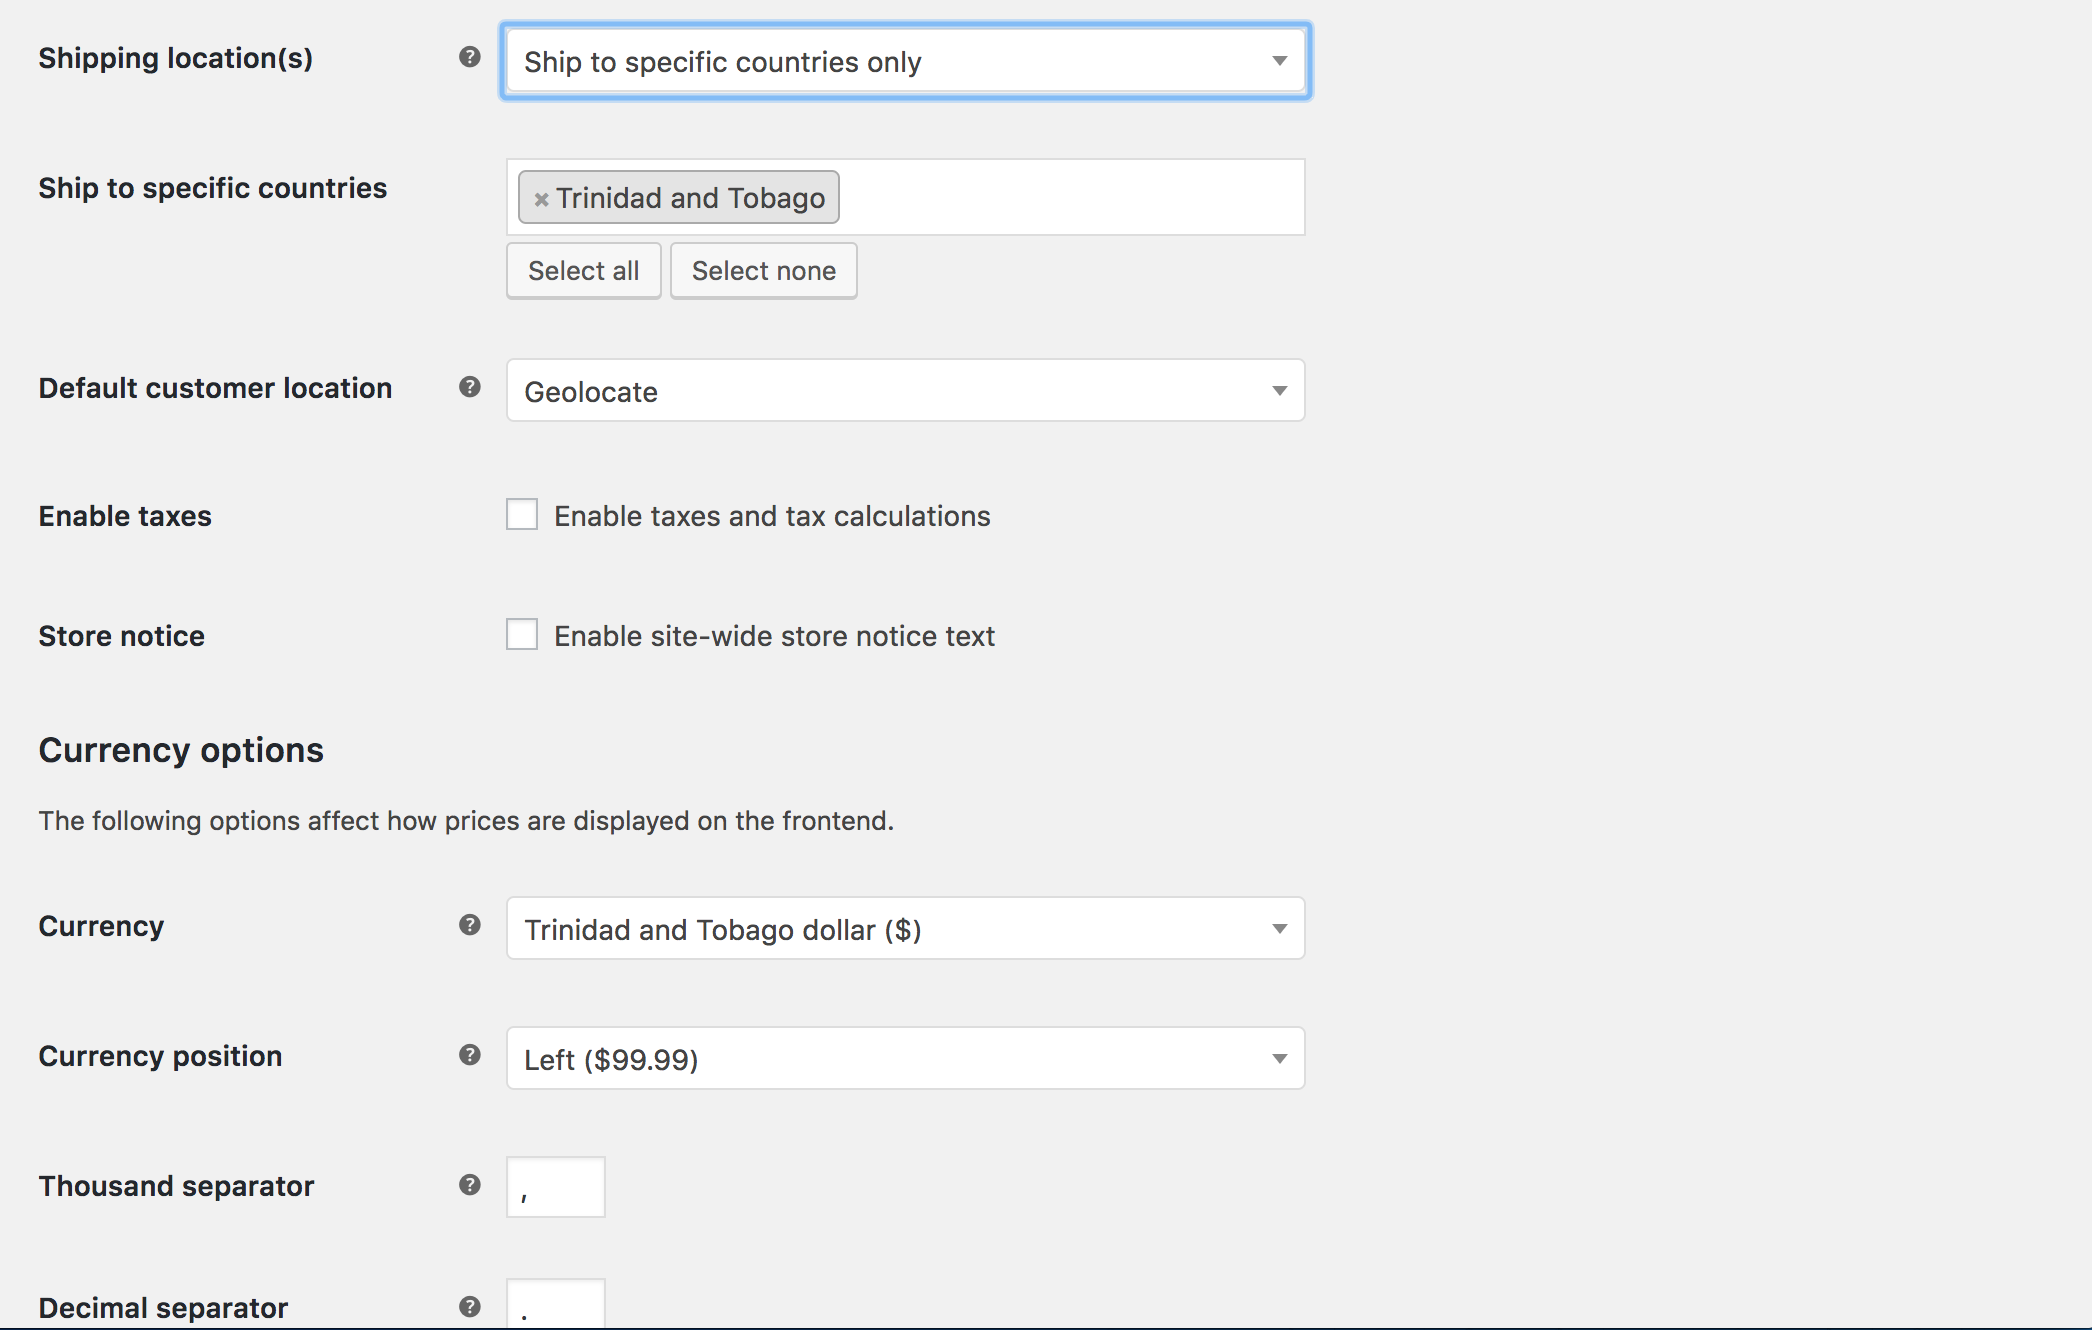 Shipping location(s) ? Ship to specific countries only
Ship to specific countries × Trinidad and Tobago
Select all Select none
Default customer location ? Geolocate
Enable taxes Enable taxes and tax calculations
Store notice Enable site-wide store notice text
Currency options
The following options affect how prices are displayed on the frontend.
Currency ? Trinidad and Tobago dollar ($)
Currency position ? Left ($99.99)
Thousand separator ? ,
Decimal separator ? .